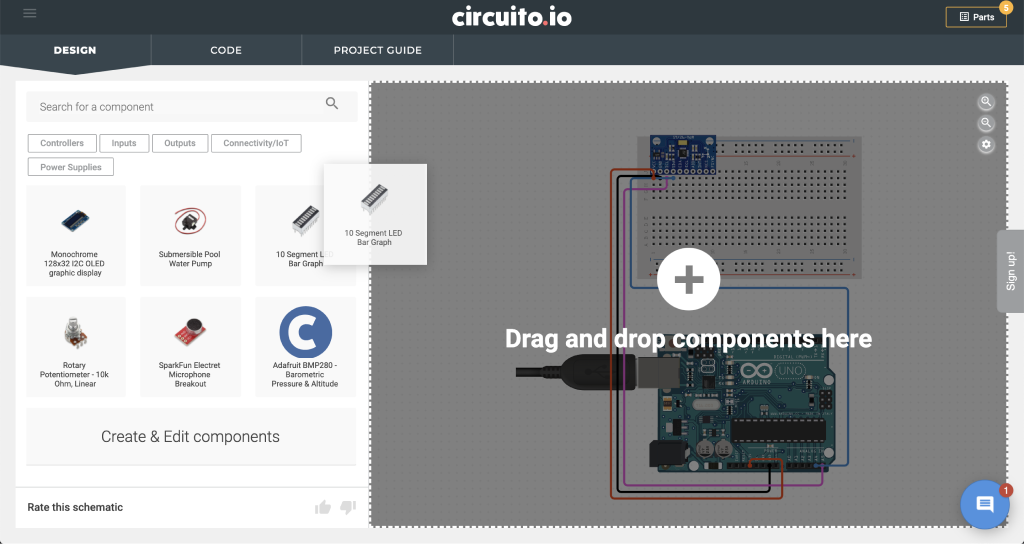 circuito.io
Parts
5
DESIGN
CODE
PROJECT GUIDE
Search for a component
Controllers
Inputs
Outputs
Connectivity/IoT
Power Supplies
Monochrome
128x32 I2C OLED
graphic display
Submersible Pool
Water Pump
10 Segment LED
Bar Graph
10 Segment LED
Bar Graph
Rotary
Potentiometer - 10k
Ohm, Linear
SparkFun Electret
Microphone
Breakout
Adafruit BMP280 -
Barometric
Pressure & Altitude
Create & Edit components
Rate this schematic
Drag and drop components here
UNO
ARDUINO
Sign up!
1